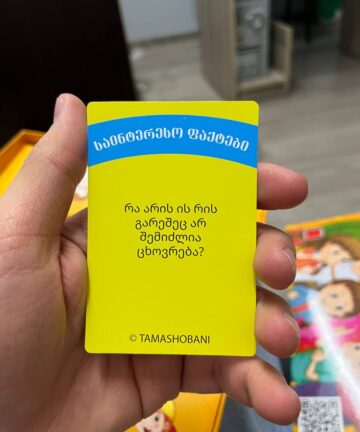 საინტერესო ფაქტები
რა არის ის რის
გარეშეც არ
შემიძლია
ცხოვრება?
© TAMASHOBANI